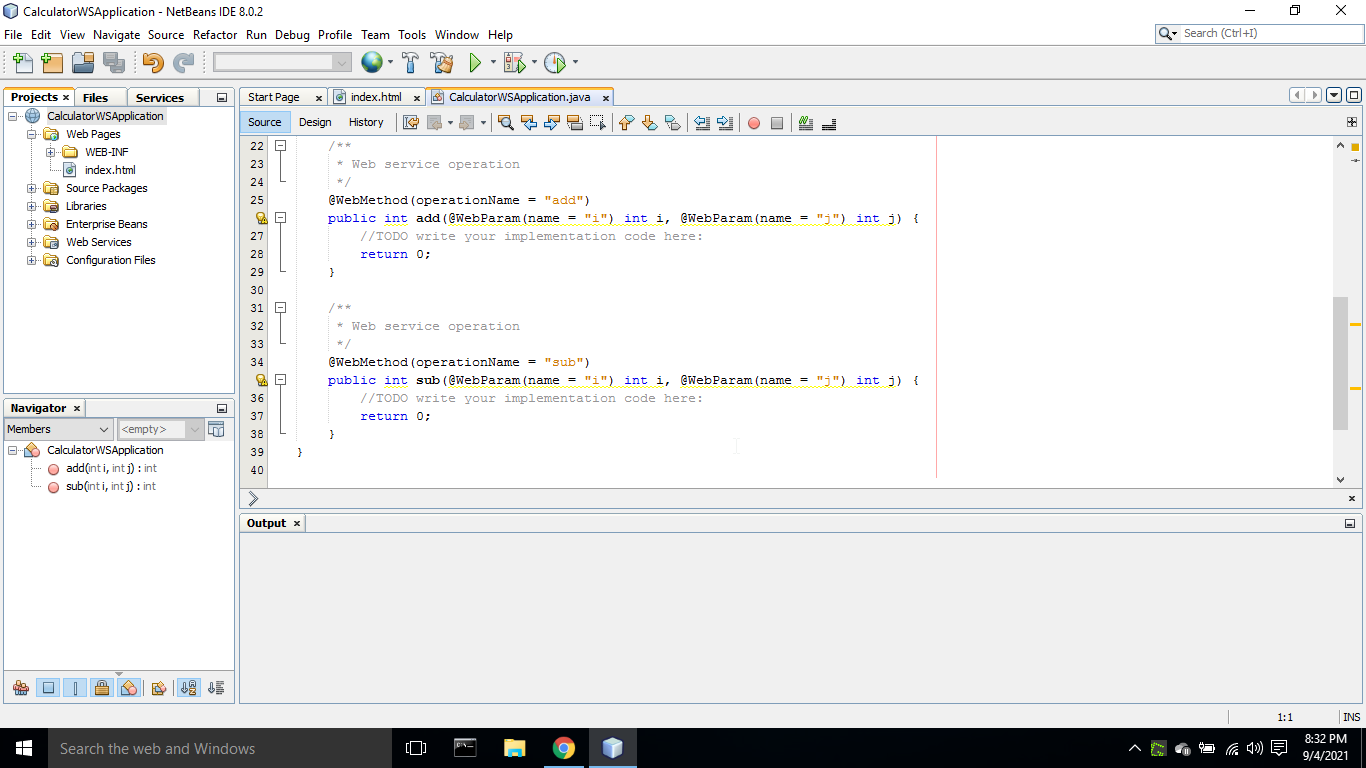 CalculatorWSApplication - NetBeans IDE 8.0.2
File Edit View Navigate Source Refactor Run Debug Profile Team Tools Window Help
Search (Ctrl+I)
Projects Files Services
CalculatorWSApplication
Web Pages
WEB-INF
index.html
Source Packages
Libraries
Enterprise Beans
Web Services
Configuration Files
Navigator
Members <empty>
CalculatorWSApplication
add(int i, int j) : int
sub(int i, int j) : int
Start Page index.html CalculatorWSApplication.java
Source Design History
22 /**
23 * Web service operation
24 */
25 @WebMethod(operationName = "add")
public int add(@WebParam(name = "i") int i, @WebParam(name = "j") int j) {
27 //TODO write your implementation code here:
28 return 0;
29 }
30
31 /**
32 * Web service operation
33 */
34 @WebMethod(operationName = "sub")
public int sub(@WebParam(name = "i") int i, @WebParam(name = "j") int j) {
36 //TODO write your implementation code here:
37 return 0;
38 }
39 }
40
Output
1:1 INS
Search the web and Windows
8:32 PM
9/4/2021